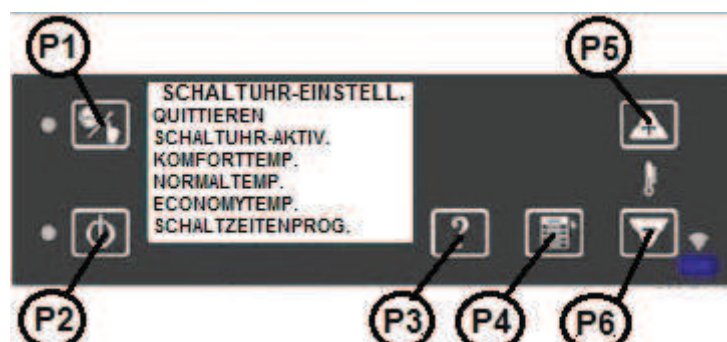 P1
P5
SCHALTUHR-EINSTELL.
QUITTIEREN
SCHALTUHR-AKTIV.
KOMFORTTEMP.
NORMALTEMP.
ECONOMYTEMP.
SCHALTZEITENPROG.
?
+
-
P2
P3
P4
P6